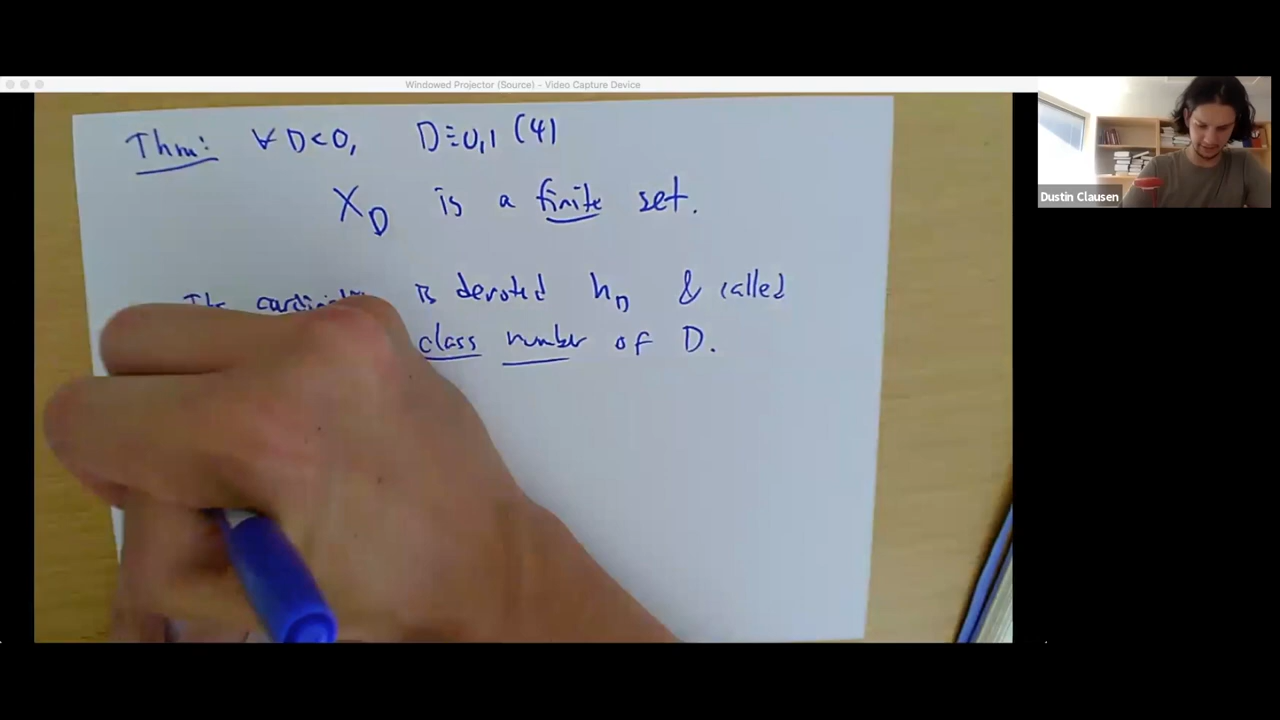 Windowed Projector (Source) - Video Capture Device
Thm: ∀ D<0, D≡0,1 (4)
X_D is a finite set.
is denoted h_D & called
class number of D.
Dustin Clausen